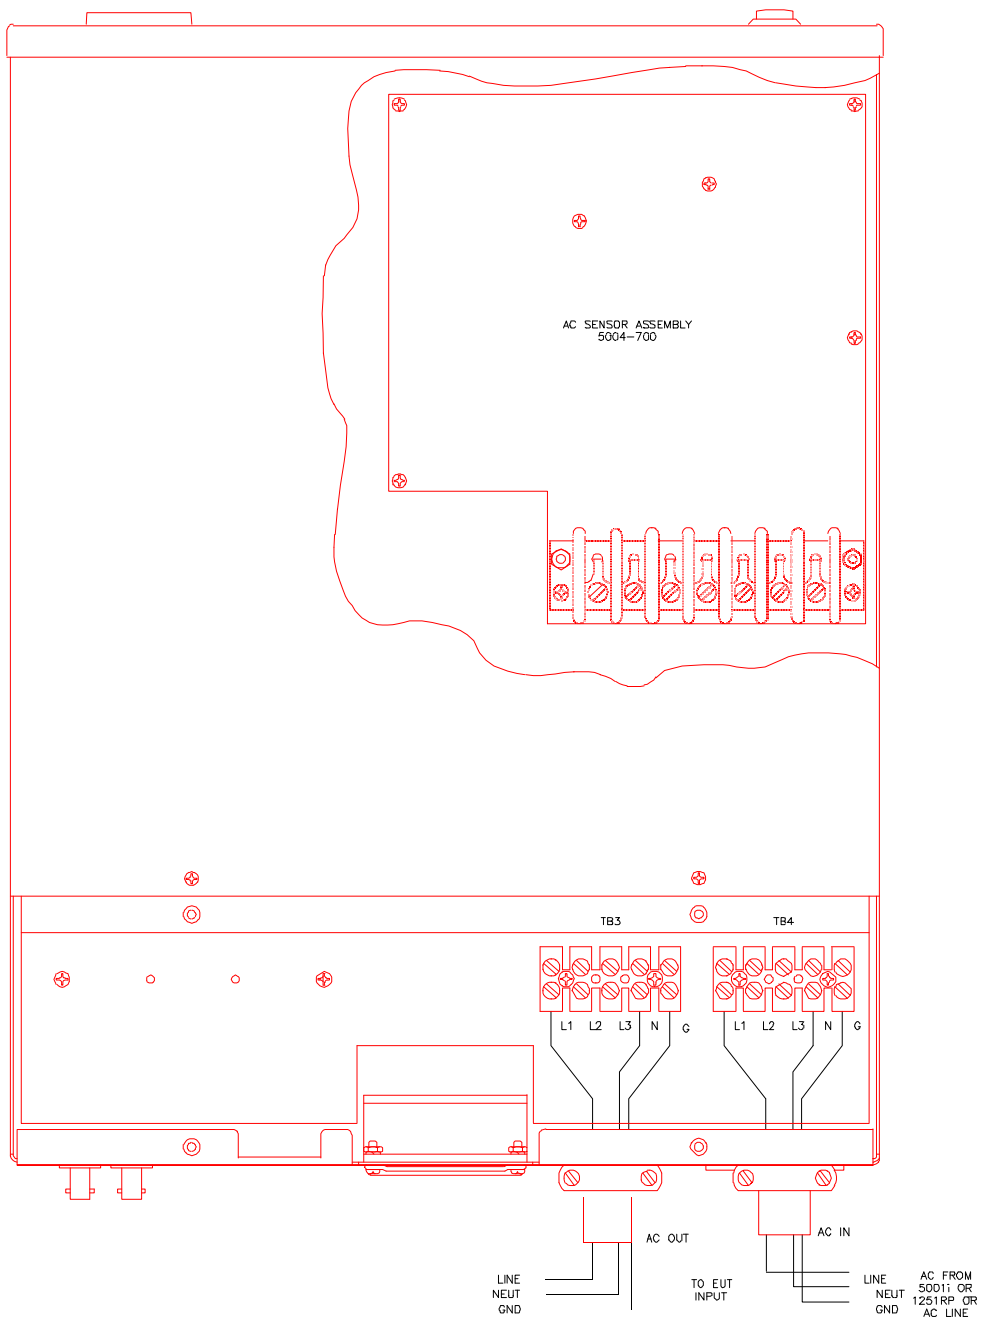 AC SENSOR ASSEMBLY
5004-700
TB3
TB4
L1 L2 L3 N G
L1 L2 L3 N G
AC OUT
AC IN
LINE
NEUT
GND
TO EUT
INPUT
LINE
NEUT
GND
AC FROM
5001i OR
1251RP OR
AC LINE